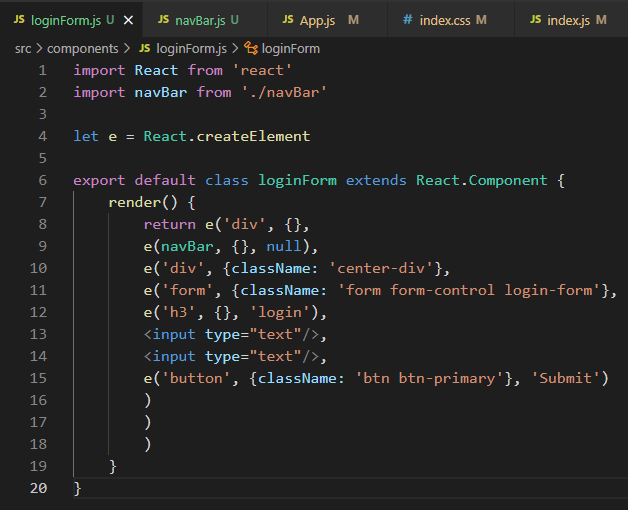 JS loginForm.js U × JS navBar.js U JS App.js M # index.css M JS index.js M
src > components > JS loginForm.js > loginForm
1 import React from 'react'
2 import navBar from './navBar'
3
4 let e = React.createElement
5
6 export default class loginForm extends React.Component {
7 render() {
8 return e('div', {},
9 e(navBar, {}, null),
10 e('div', {className: 'center-div'},
11 e('form', {className: 'form form-control login-form'},
12 e('h3', {}, 'login'),
13 <input type="text"/>,
14 <input type="text"/>,
15 e('button', {className: 'btn btn-primary'}, 'Submit')
16 )
17 )
18 )
19 }
20 }